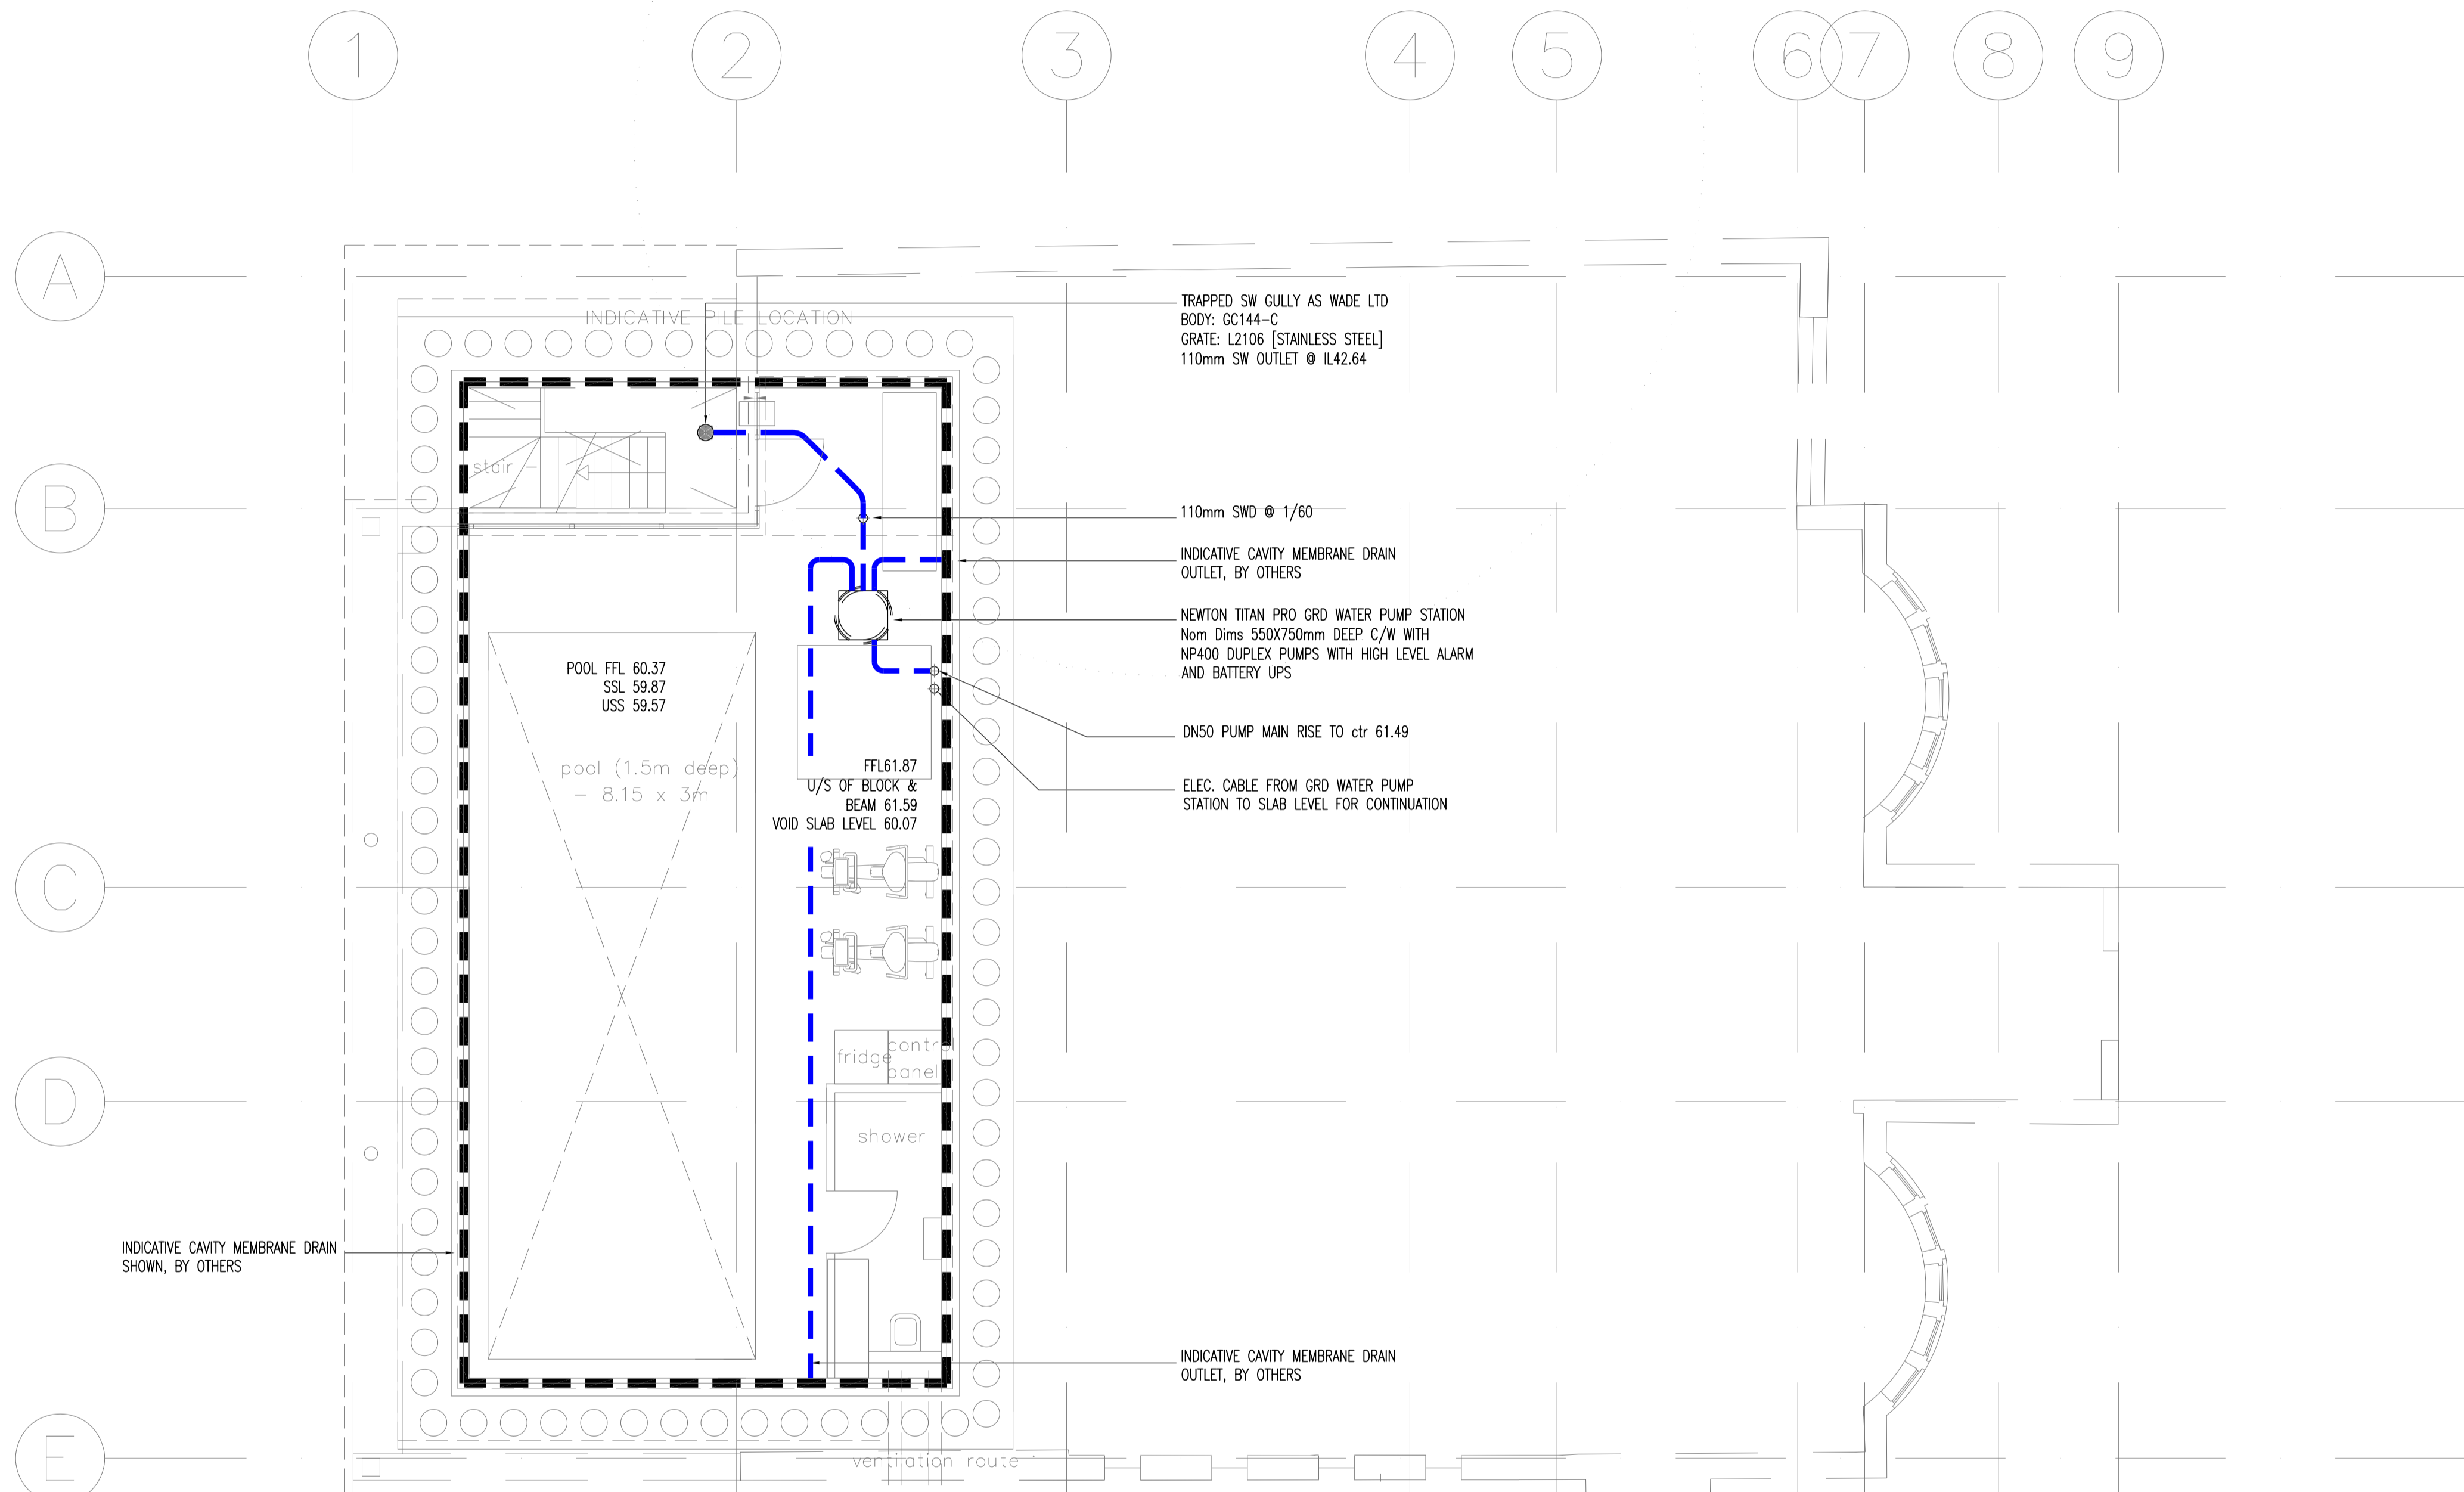 1
2
3
4
5
6
7
8
9
A
TRAPPED SW GULLY AS WADE LTD
BODY: GC144-C
GRATE: L2106 [STAINLESS STEEL]
110mm SW OUTLET @ IL42.64
INDICATIVE PILE LOCATION
stair
B
110mm SWD @ 1/60
INDICATIVE CAVITY MEMBRANE DRAIN
OUTLET, BY OTHERS
NEWTON TITAN PRO GRD WATER PUMP STATION
Nom Dims 550X750mm DEEP C/W WITH
NP400 DUPLEX PUMPS WITH HIGH LEVEL ALARM
AND BATTERY UPS
POOL FFL 60.37
SSL 59.87
USS 59.57
DN50 PUMP MAIN RISE TO ctr 61.49
pool (1.5m deep)
- 8.15 x 3m
FFL61.87
U/S OF BLOCK &
BEAM 61.59
VOID SLAB LEVEL 60.07
ELEC. CABLE FROM GRD WATER PUMP
STATION TO SLAB LEVEL FOR CONTINUATION
C
fridge
control
panel
D
shower
INDICATIVE CAVITY MEMBRANE DRAIN
SHOWN, BY OTHERS
INDICATIVE CAVITY MEMBRANE DRAIN
OUTLET, BY OTHERS
E
ventilation route